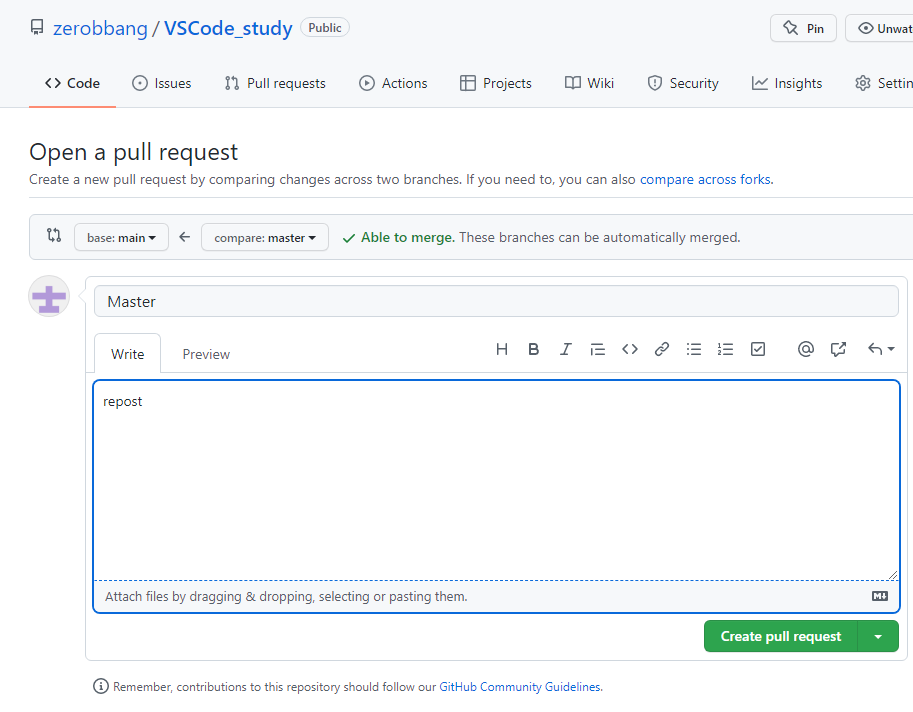 zerobbang / VSCode_study Public Pin Unwat
Code Issues Pull requests Actions Projects Wiki Security Insights Settin
Open a pull request
Create a new pull request by comparing changes across two branches. If you need to, you can also compare across forks.
base: main compare: master Able to merge. These branches can be automatically merged.
Master
Write Preview
repost
Attach files by dragging & dropping, selecting or pasting them.
Create pull request
Remember, contributions to this repository should follow our GitHub Community Guidelines.